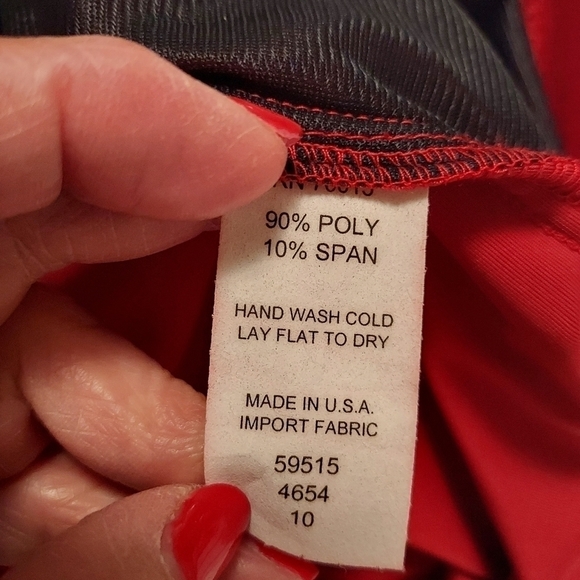 90% POLY
10% SPAN
HAND WASH COLD
LAY FLAT TO DRY
MADE IN U.S.A.
IMPORT FABRIC
59515
4654
10